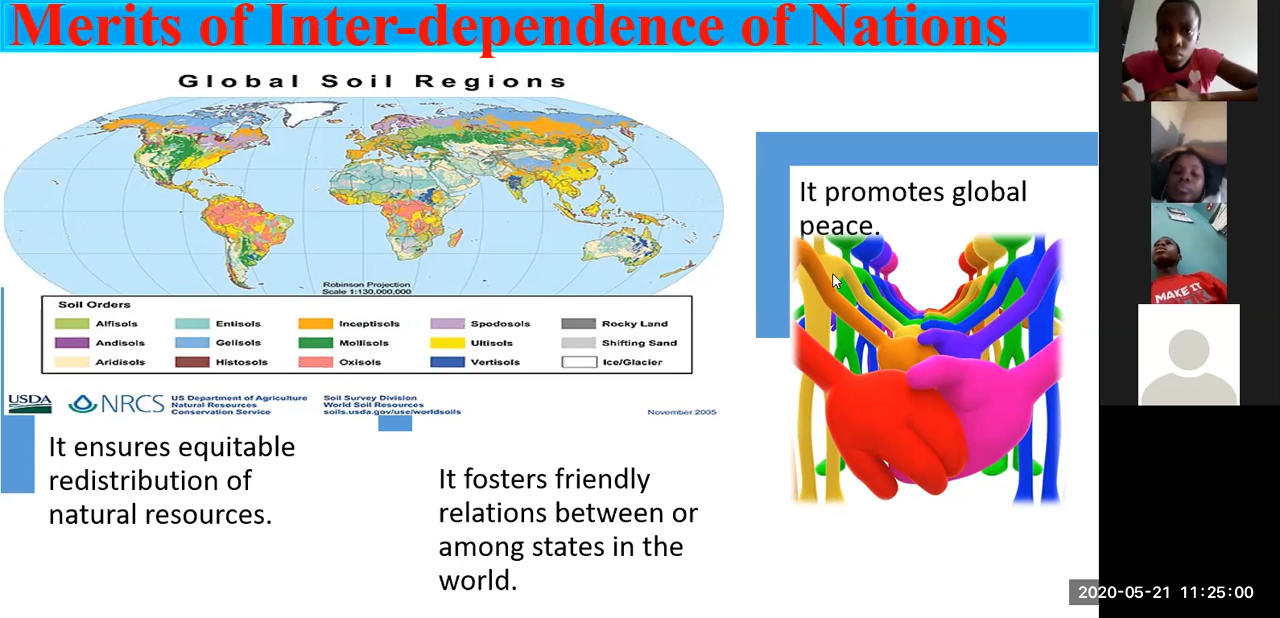 Merits of Inter-dependence of Nations
Global Soil Regions
Robinson Projection
Scale 1:130,000,000
Soil Orders
Alfisols
Entisols
Inceptisols
Spodosols
Rocky Land
Andisols
Gelisols
Mollisols
Ultisols
Shifting Sand
Aridisols
Histosols
Oxisols
Vertisols
Ice/Glacier
USDA
NRCS
US Department of Agriculture
Natural Resources
Conservation Service
Soil Survey Division
World Soil Resources
soils.usda.gov/use/worldsoils
November 2005
It ensures equitable
redistribution of
natural resources.
It fosters friendly
relations between or
among states in the
world.
It promotes global
peace.
MAKE IT
2020-05-21 11:25:00